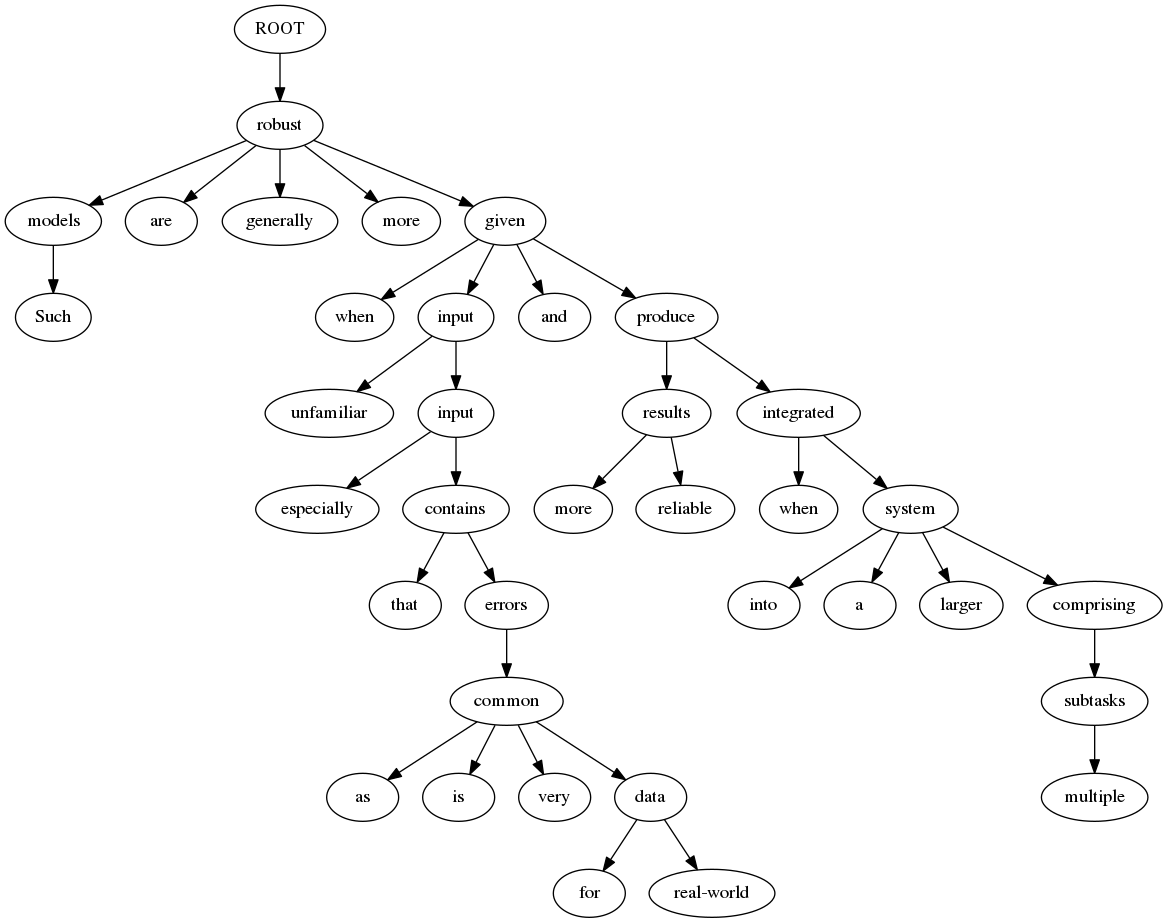 ROOT
robust
models are generally more given
Such when input and produce
unfamiliar input results integrated
especially contains more reliable when system
that errors into a larger comprising
common subtasks
as is very data multiple
for real-world